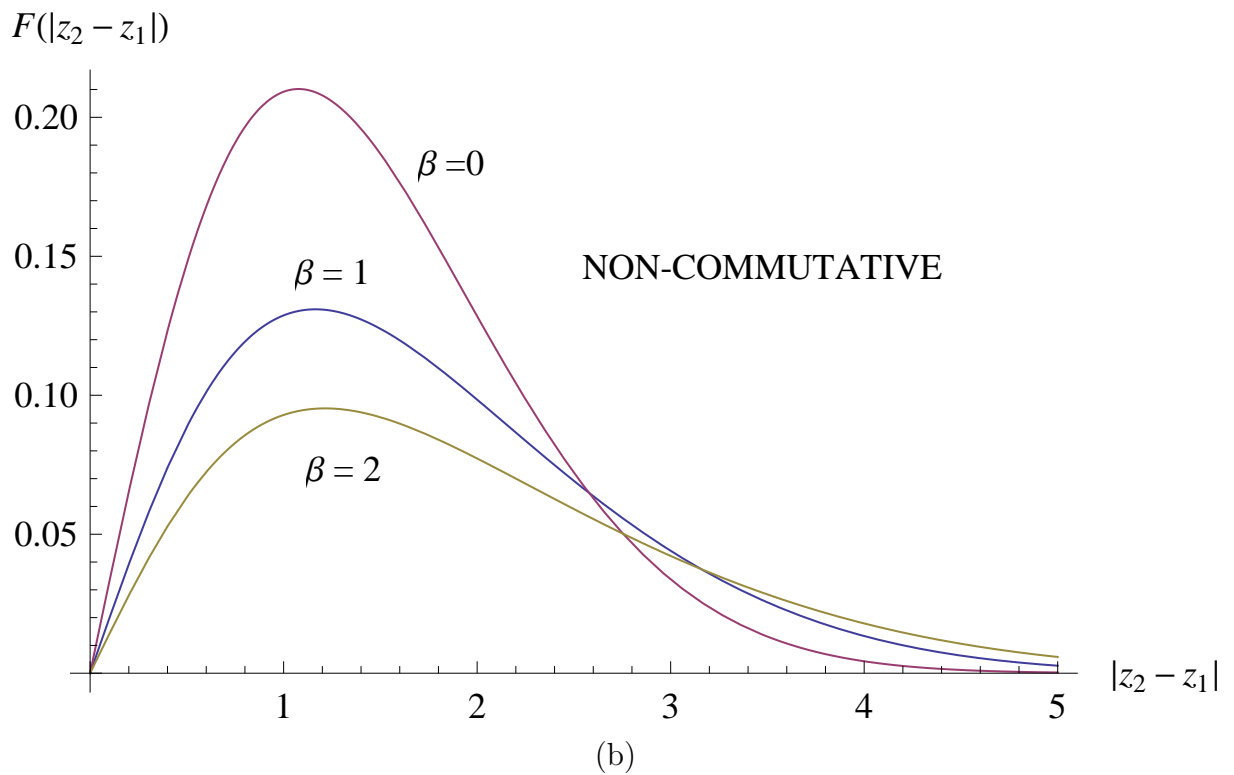 F(|z₂ − z₁|)
0.20
β =0
0.15
NON-COMMUTATIVE
β = 1
0.10
β = 2
0.05
|z₂ − z₁|
1 2 3 4 5
(b)